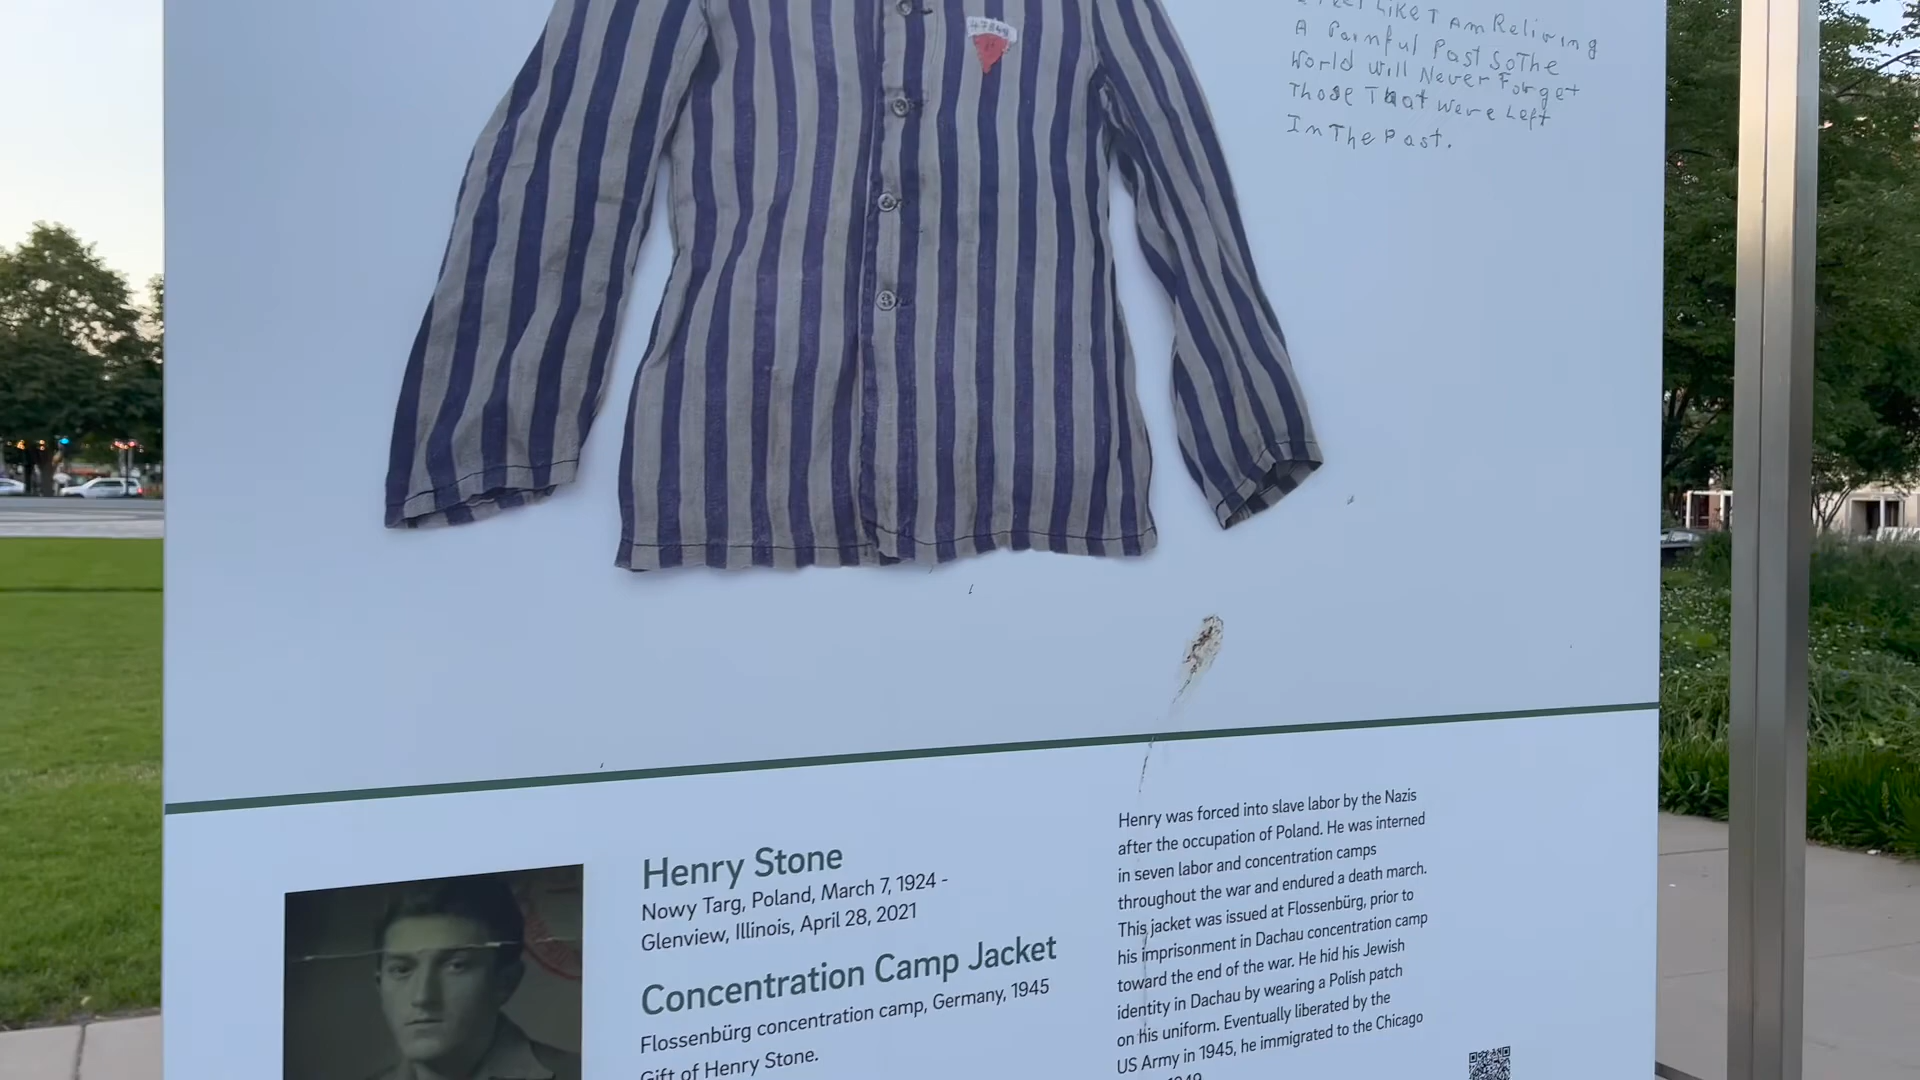 Like I Am Reliving
A Painful Past So The
World Will Never Forget
Those That Were Left
In The Past.
Henry Stone
Nowy Targ, Poland, March 7, 1924 -
Glenview, Illinois, April 28, 2021
Concentration Camp Jacket
Flossenbürg concentration camp, Germany, 1945
Gift of Henry Stone.
Henry was forced into slave labor by the Nazis
after the occupation of Poland. He was interned
in seven labor and concentration camps
throughout the war and endured a death march.
This jacket was issued at Flossenbürg, prior to
his imprisonment in Dachau concentration camp
toward the end of the war. He hid his Jewish
identity in Dachau by wearing a Polish patch
on his uniform. Eventually liberated by the
US Army in 1945, he immigrated to the Chicago